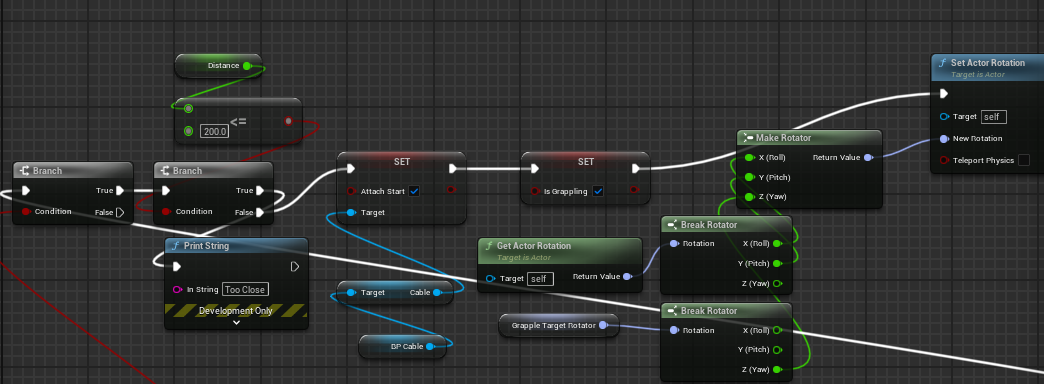 Distance
<=
200.0
Branch
True
Condition
False
Branch
True
Condition
False
SET
Attach Start
Target
SET
Is Grappling
Set Actor Rotation
Target is Actor
Target
self
New Rotation
Teleport Physics
Make Rotator
X (Roll)
Return Value
Y (Pitch)
Z (Yaw)
Print String
In String
Too Close
Development Only
Target
Cable
BP Cable
Get Actor Rotation
Target is Actor
Target
self
Return Value
Grapple Target Rotator
Break Rotator
Rotation
X (Roll)
Y (Pitch)
Z (Yaw)
Break Rotator
Rotation
X (Roll)
Y (Pitch)
Z (Yaw)